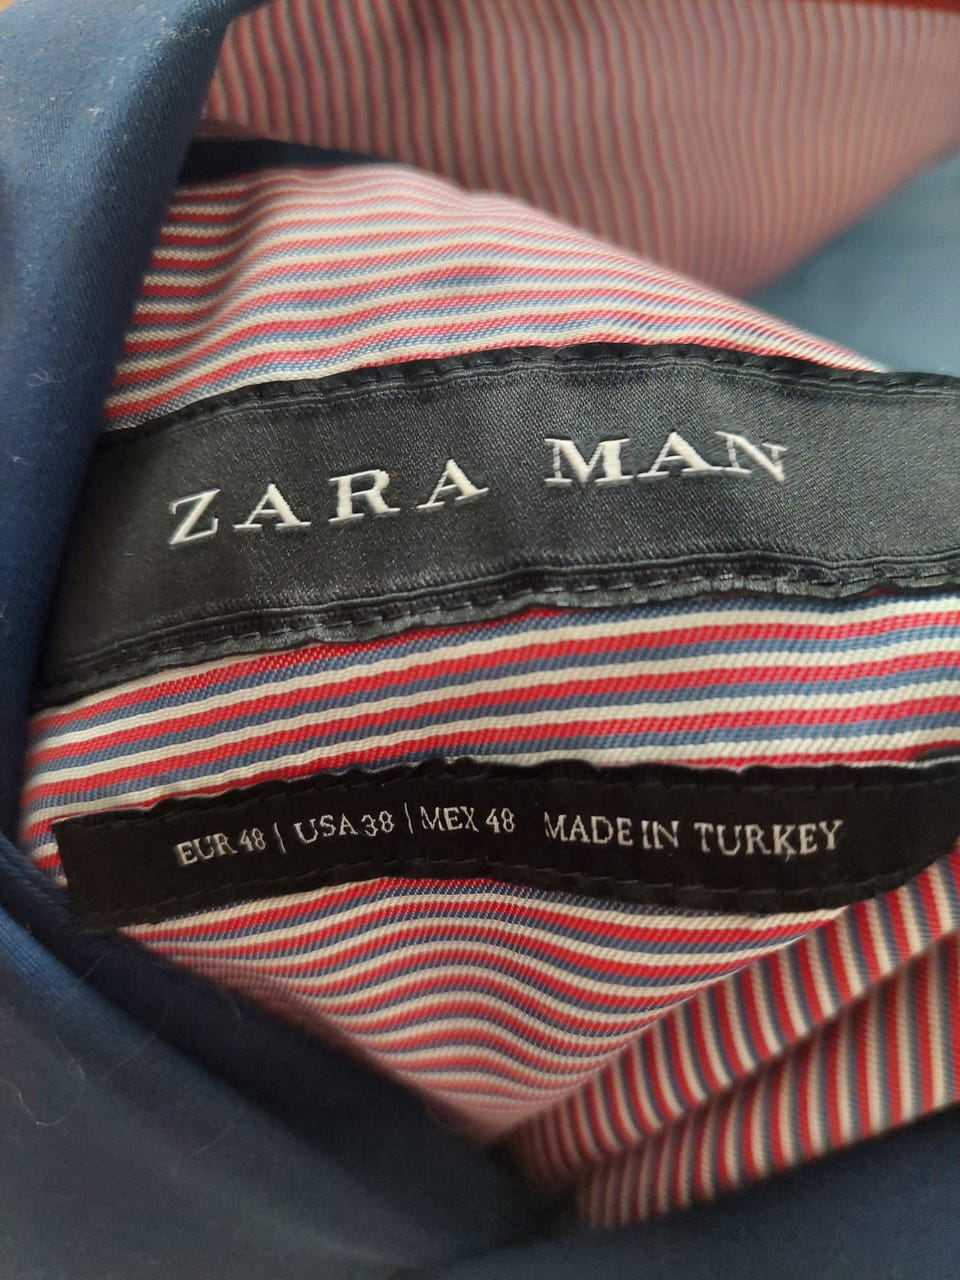 ZARA MAN
EUR 48 | USA 38 | MEX 48 MADE IN TURKEY